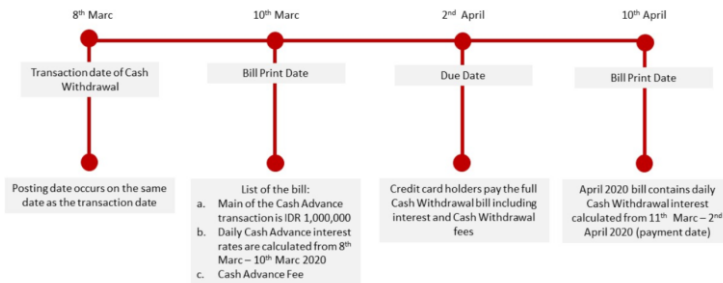 8th Marc
10th Marc
2nd April
10th April
Transaction date of Cash
Withdrawal
Bill Print Date
Due Date
Bill Print Date
Posting date occurs on the same
date as the transaction date
List of the bill:
a. Main of the Cash Advance
transaction is IDR 1,000,000
b. Daily Cash Advance interest
rates are calculated from 8th
Marc – 10th Marc 2020
c. Cash Advance Fee
Credit card holders pay the full
Cash Withdrawal bill including
interest and Cash Withdrawal
fees
April 2020 bill contains daily
Cash Withdrawal interest
calculated from 11th Marc – 2nd
April 2020 (payment date)